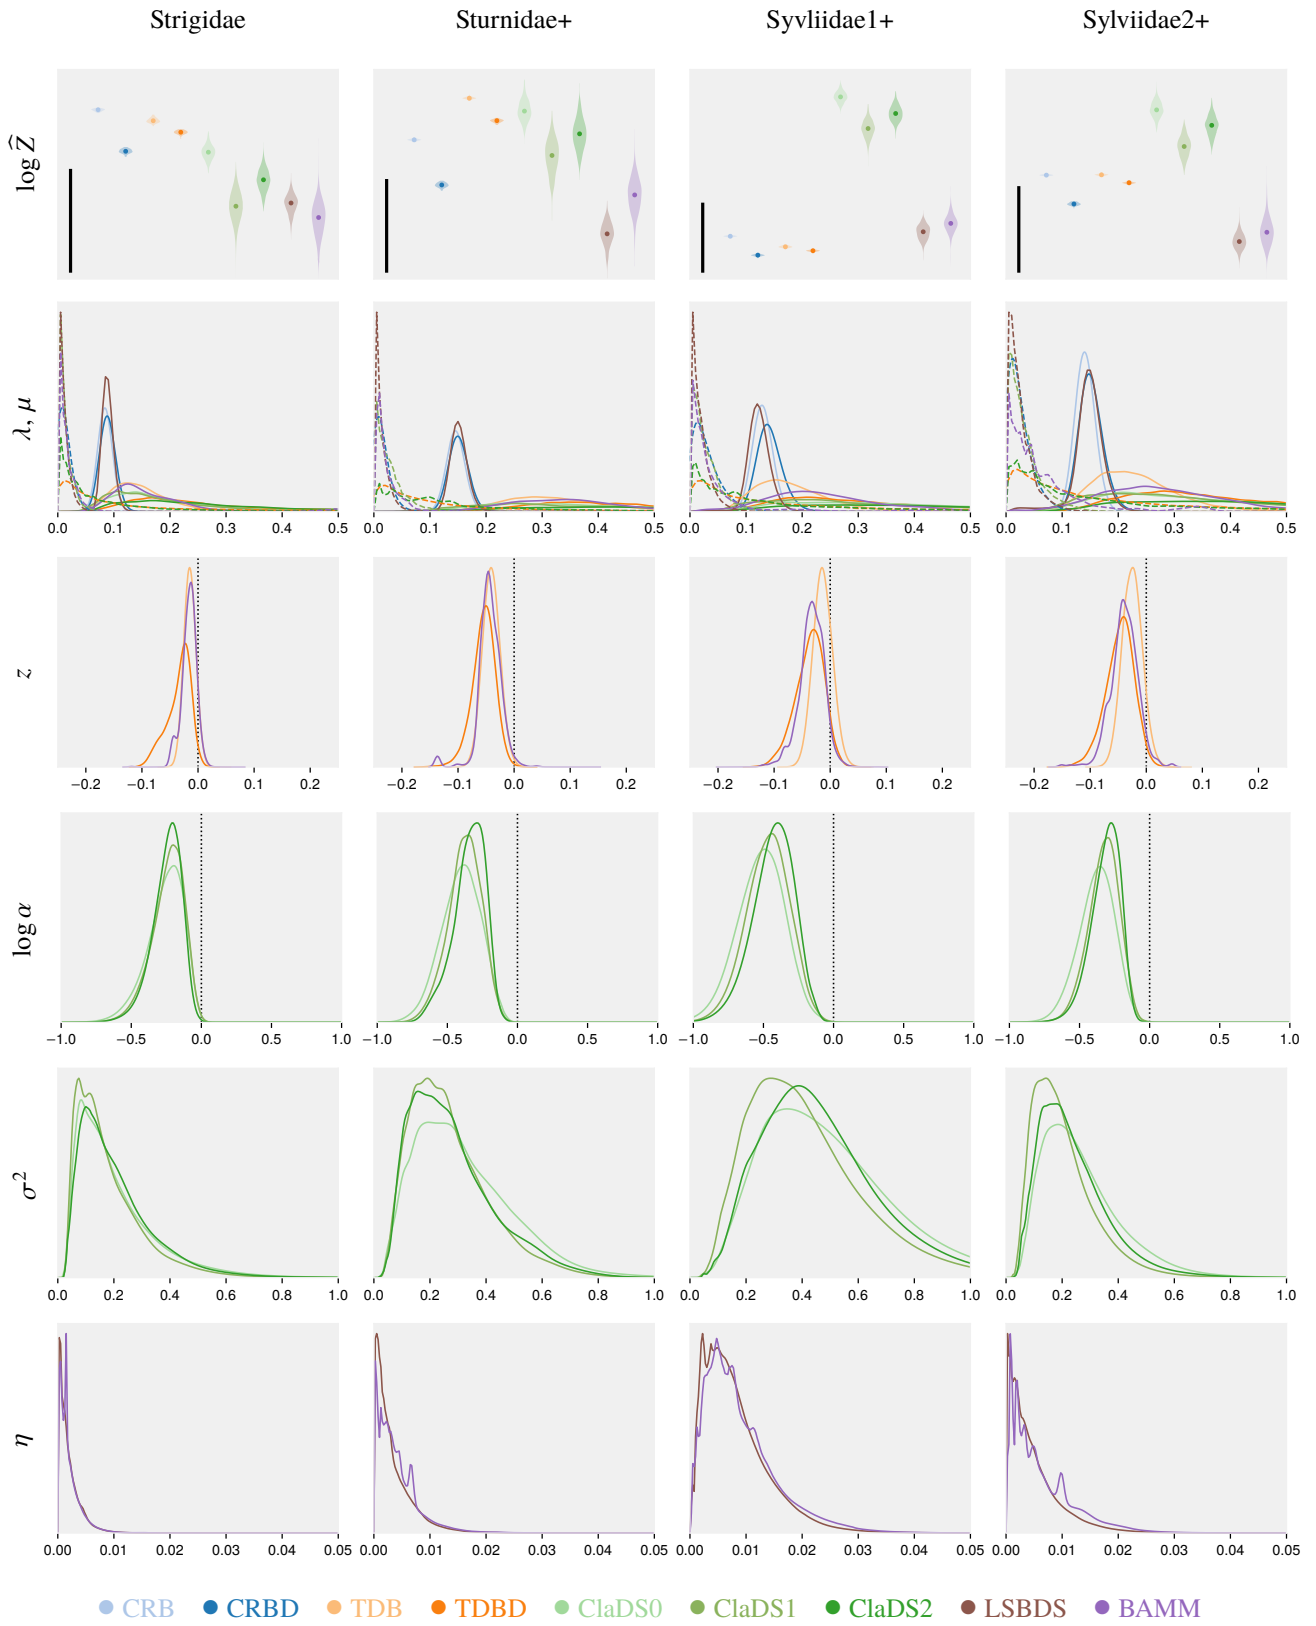 Strigidae Sturnidae+ Syvliidae1+ Sylviidae2+
log Ẑ
λ, μ
0.0 0.1 0.2 0.3 0.4 0.5 0.0 0.1 0.2 0.3 0.4 0.5 0.0 0.1 0.2 0.3 0.4 0.5 0.0 0.1 0.2 0.3 0.4 0.5
z
−0.2 −0.1 0.0 0.1 0.2 −0.2 −0.1 0.0 0.1 0.2 −0.2 −0.1 0.0 0.1 0.2 −0.2 −0.1 0.0 0.1 0.2
log α
−1.0 −0.5 0.0 0.5 1.0 −1.0 −0.5 0.0 0.5 1.0 −1.0 −0.5 0.0 0.5 1.0 −1.0 −0.5 0.0 0.5 1.0
σ²
0.0 0.2 0.4 0.6 0.8 1.0 0.0 0.2 0.4 0.6 0.8 1.0 0.0 0.2 0.4 0.6 0.8 1.0 0.0 0.2 0.4 0.6 0.8 1.0
η
0.00 0.01 0.02 0.03 0.04 0.05 0.00 0.01 0.02 0.03 0.04 0.05 0.00 0.01 0.02 0.03 0.04 0.05 0.00 0.01 0.02 0.03 0.04 0.05
CRB CRBD TDB TDBD ClaDS0 ClaDS1 ClaDS2 LSBDS BAMM